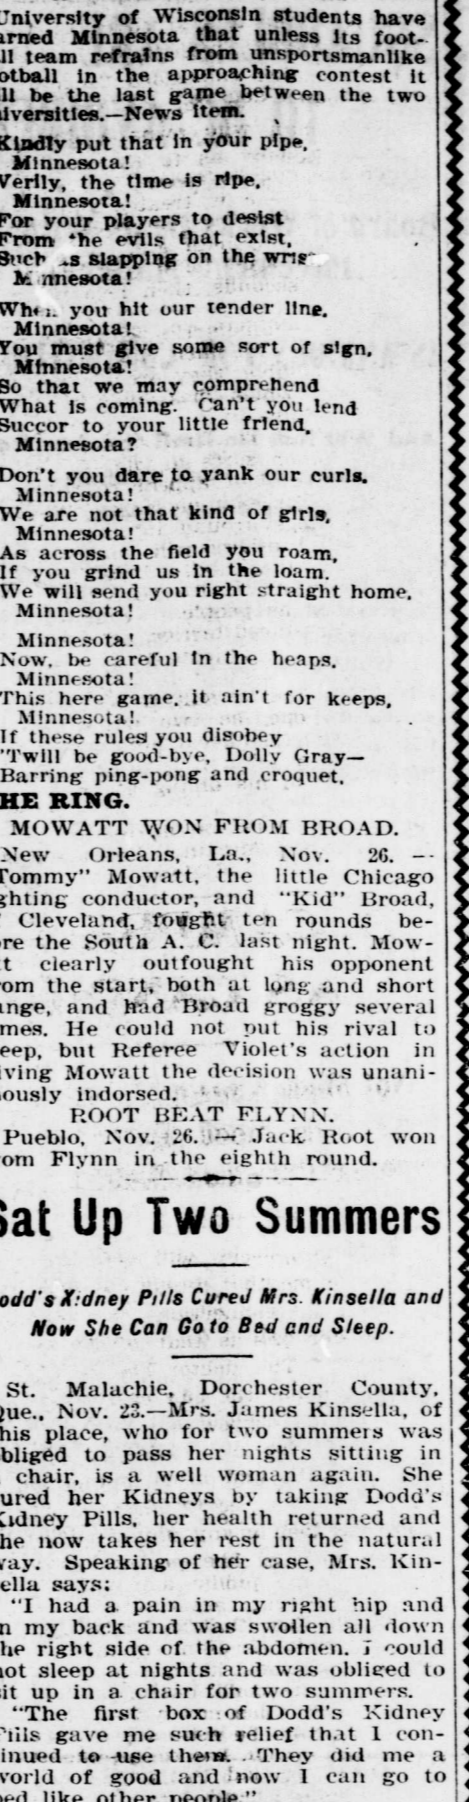 University of Wisconsin students have
arned Minnesota that unless its foot-
ll team refrains from unsportsmanlike
otball in the approaching contest it
ll be the last game between the two
iversities.—News item.
Kindly put that in your pipe,
Minnesota!
Verily, the time is ripe,
Minnesota!
For your players to desist
From the evils that exist,
Such as slapping on the wris
Minnesota!
When you hit our tender line,
Minnesota!
You must give some sort of sign,
Minnesota!
So that we may comprehend
What is coming. Can't you lend
Succor to your little friend,
Minnesota?
Don't you dare to yank our curls,
Minnesota!
We are not that kind of girls,
Minnesota!
As across the field you roam,
If you grind us in the loam.
We will send you right straight home,
Minnesota!
Minnesota!
Now, be careful in the heaps,
Minnesota!
This here game, it ain't for keeps,
Minnesota!
If these rules you disobey
'Twill be good-bye, Dolly Gray—
Barring ping-pong and croquet.
HE RING.
MOWATT WON FROM BROAD.
New Orleans, La., Nov. 26. —
Tommy" Mowatt, the little Chicago
ghting conductor, and "Kid" Broad,
Cleveland, fought ten rounds be-
re the South A. C. last night. Mow-
t clearly outfought his opponent
om the start, both at long and short
ange, and had Broad groggy several
mes. He could not put his rival to
eep, but Referee Violet's action in
iving Mowatt the decision was unani-
ously indorsed.
ROOT BEAT FLYNN.
Pueblo, Nov. 26. — Jack Root won
om Flynn in the eighth round.
Sat Up Two Summers
odd's Kidney Pills Cured Mrs. Kinsella and
Now She Can Go to Bed and Sleep.
St. Malachie, Dorchester County,
Que., Nov. 23.—Mrs. James Kinsella, of
his place, who for two summers was
bliged to pass her nights sitting in
chair, is a well woman again. She
ured her Kidneys by taking Dodd's
Kidney Pills, her health returned and
he now takes her rest in the natural
way. Speaking of her case, Mrs. Kin-
ella says:
"I had a pain in my right hip and
n my back and was swollen all down
he right side of the abdomen. I could
not sleep at nights and was obliged to
sit up in a chair for two summers.
"The first box of Dodd's Kidney
Pills gave me such relief that I con-
tinued to use them. They did me a
world of good and now I can go to
bed like other people."